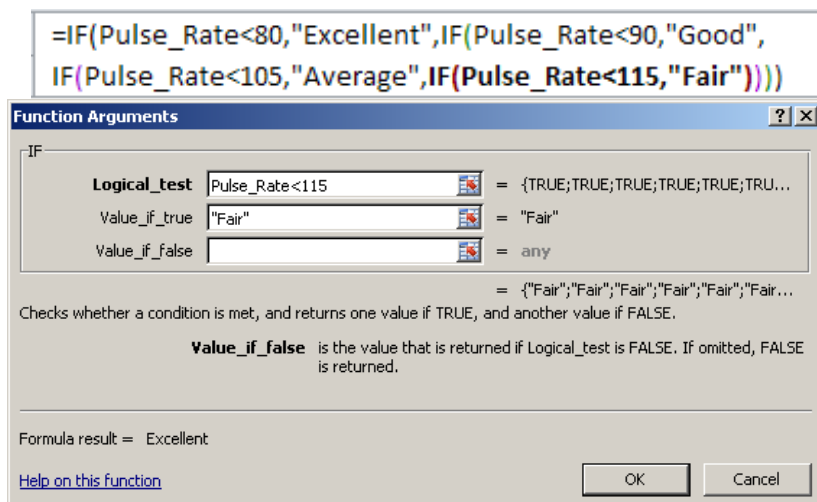 =IF(Pulse_Rate<80,"Excellent",IF(Pulse_Rate<90,"Good",
IF(Pulse_Rate<105,"Average",IF(Pulse_Rate<115,"Fair"))))
Function Arguments
IF
Logical_test Pulse_Rate<115 = {TRUE;TRUE;TRUE;TRUE;TRUE;TRU...
Value_if_true "Fair" = "Fair"
Value_if_false = any
= {"Fair";"Fair";"Fair";"Fair";"Fair";"Fair...
Checks whether a condition is met, and returns one value if TRUE, and another value if FALSE.
Value_if_false is the value that is returned if Logical_test is FALSE. If omitted, FALSE
is returned.
Formula result = Excellent
Help on this function
OK Cancel